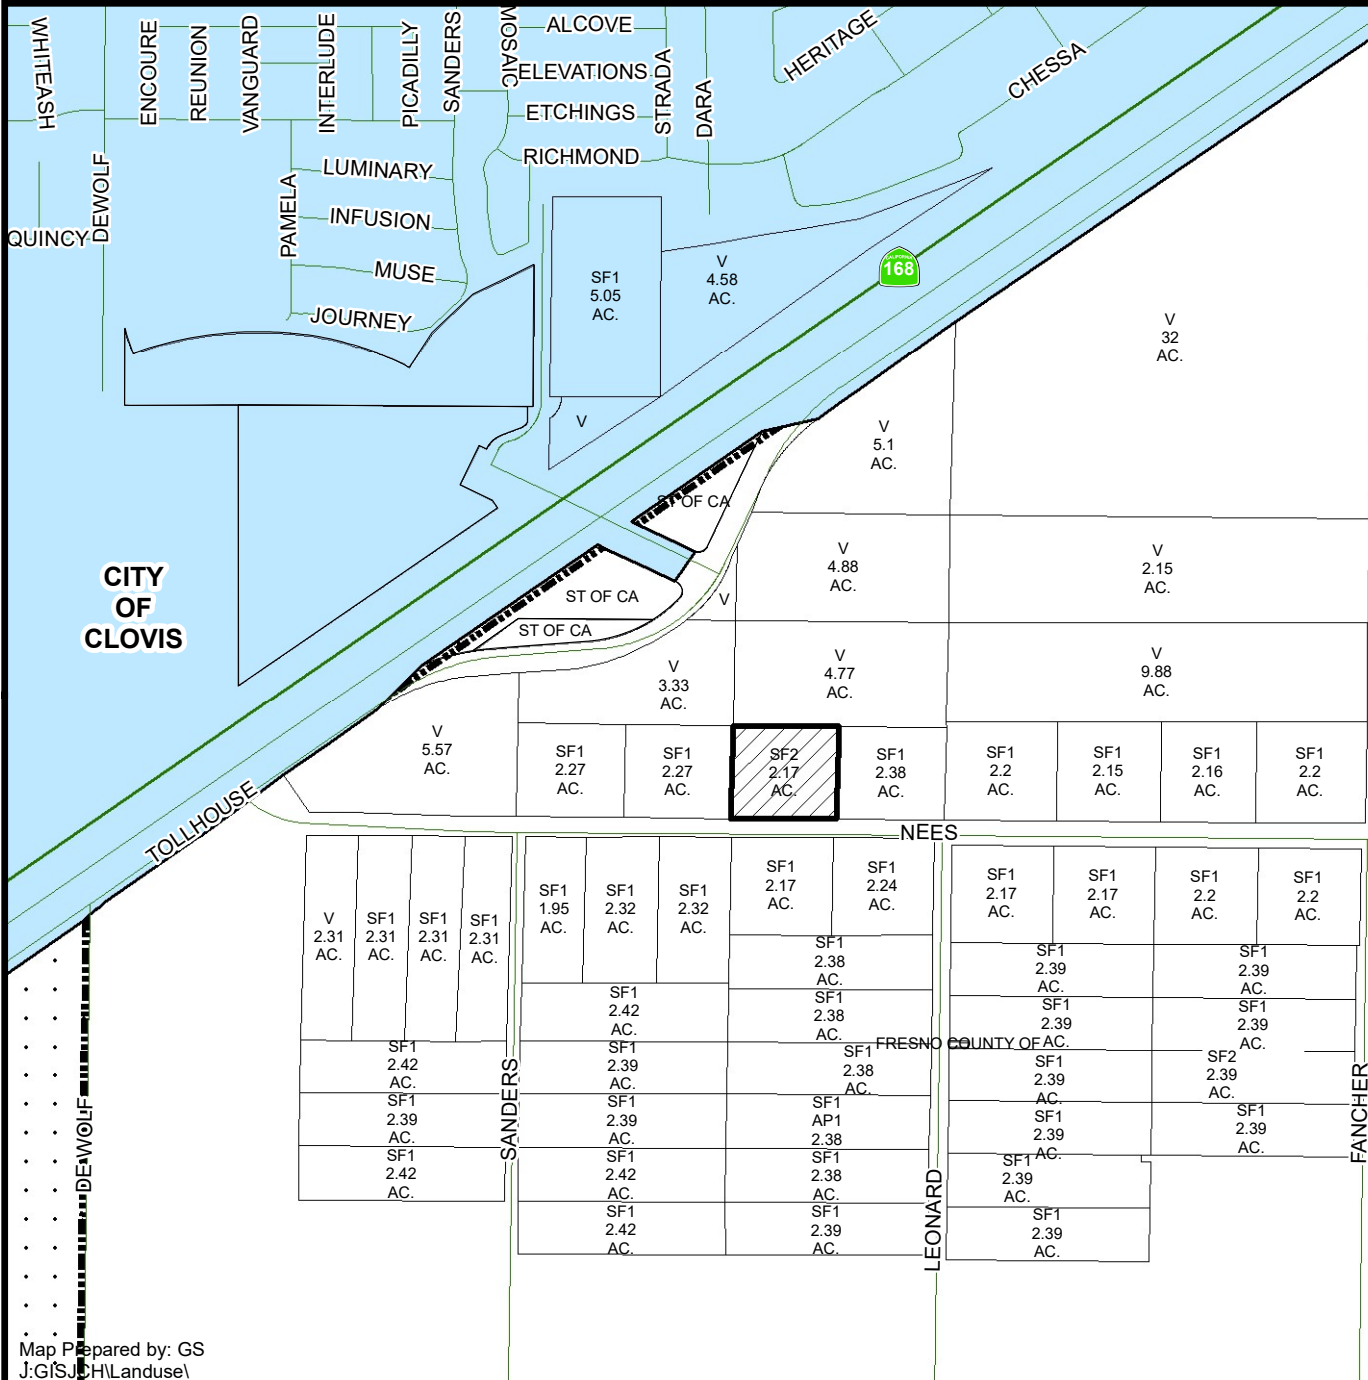 WHITEASH
ENCOURE
REUNION
VANGUARD
INTERLUDE
PICADILLY
SANDERS
MOSAIC
ALCOVE
ELEVATIONS
ETCHINGS
RICHMOND
STRADA
DARA
HERITAGE
CHESSA
QUINCY
DEWOLF
PAMELA
LUMINARY
INFUSION
MUSE
JOURNEY
SF1
5.05
AC.
V
4.58
AC.
CALIFORNIA
168
V
32
AC.
V
V
5.1
AC.
ST OF CA
CITY
OF
CLOVIS
V
4.88
AC.
V
2.15
AC.
ST OF CA
V
ST OF CA
V
3.33
AC.
V
4.77
AC.
V
9.88
AC.
V
5.57
AC.
SF1
2.27
AC.
SF1
2.27
AC.
SF2
2.17
AC.
SF1
2.38
AC.
SF1
2.2
AC.
SF1
2.15
AC.
SF1
2.16
AC.
SF1
2.2
AC.
TOLLHOUSE
NEES
V
2.31
AC.
SF1
2.31
AC.
SF1
2.31
AC.
SF1
2.31
AC.
SF1
1.95
AC.
SF1
2.32
AC.
SF1
2.32
AC.
SF1
2.17
AC.
SF1
2.24
AC.
SF1
2.17
AC.
SF1
2.17
AC.
SF1
2.2
AC.
SF1
2.2
AC.
SF1
2.38
AC.
SF1
2.39
AC.
SF1
2.39
AC.
SF1
2.42
AC.
SF1
2.38
AC.
SF1
2.39
AC.
SF1
2.39
AC.
FRESNO COUNTY OF
SF1
2.42
AC.
SF1
2.39
AC.
SF1
2.38
AC.
SF1
2.39
AC.
SF2
2.39
AC.
SF1
2.39
AC.
SF1
2.39
AC.
SF1
AP1
2.38
SF1
2.39
AC.
SF1
2.39
AC.
SF1
2.42
AC.
SF1
2.42
AC.
SF1
2.38
AC.
SF1
2.39
AC.
SF1
2.42
AC.
SF1
2.39
AC.
SF1
2.39
AC.
DE WOLF
SANDERS
LEONARD
FANCHER
Map Prepared by: GS
J:GISJCH\Landuse\